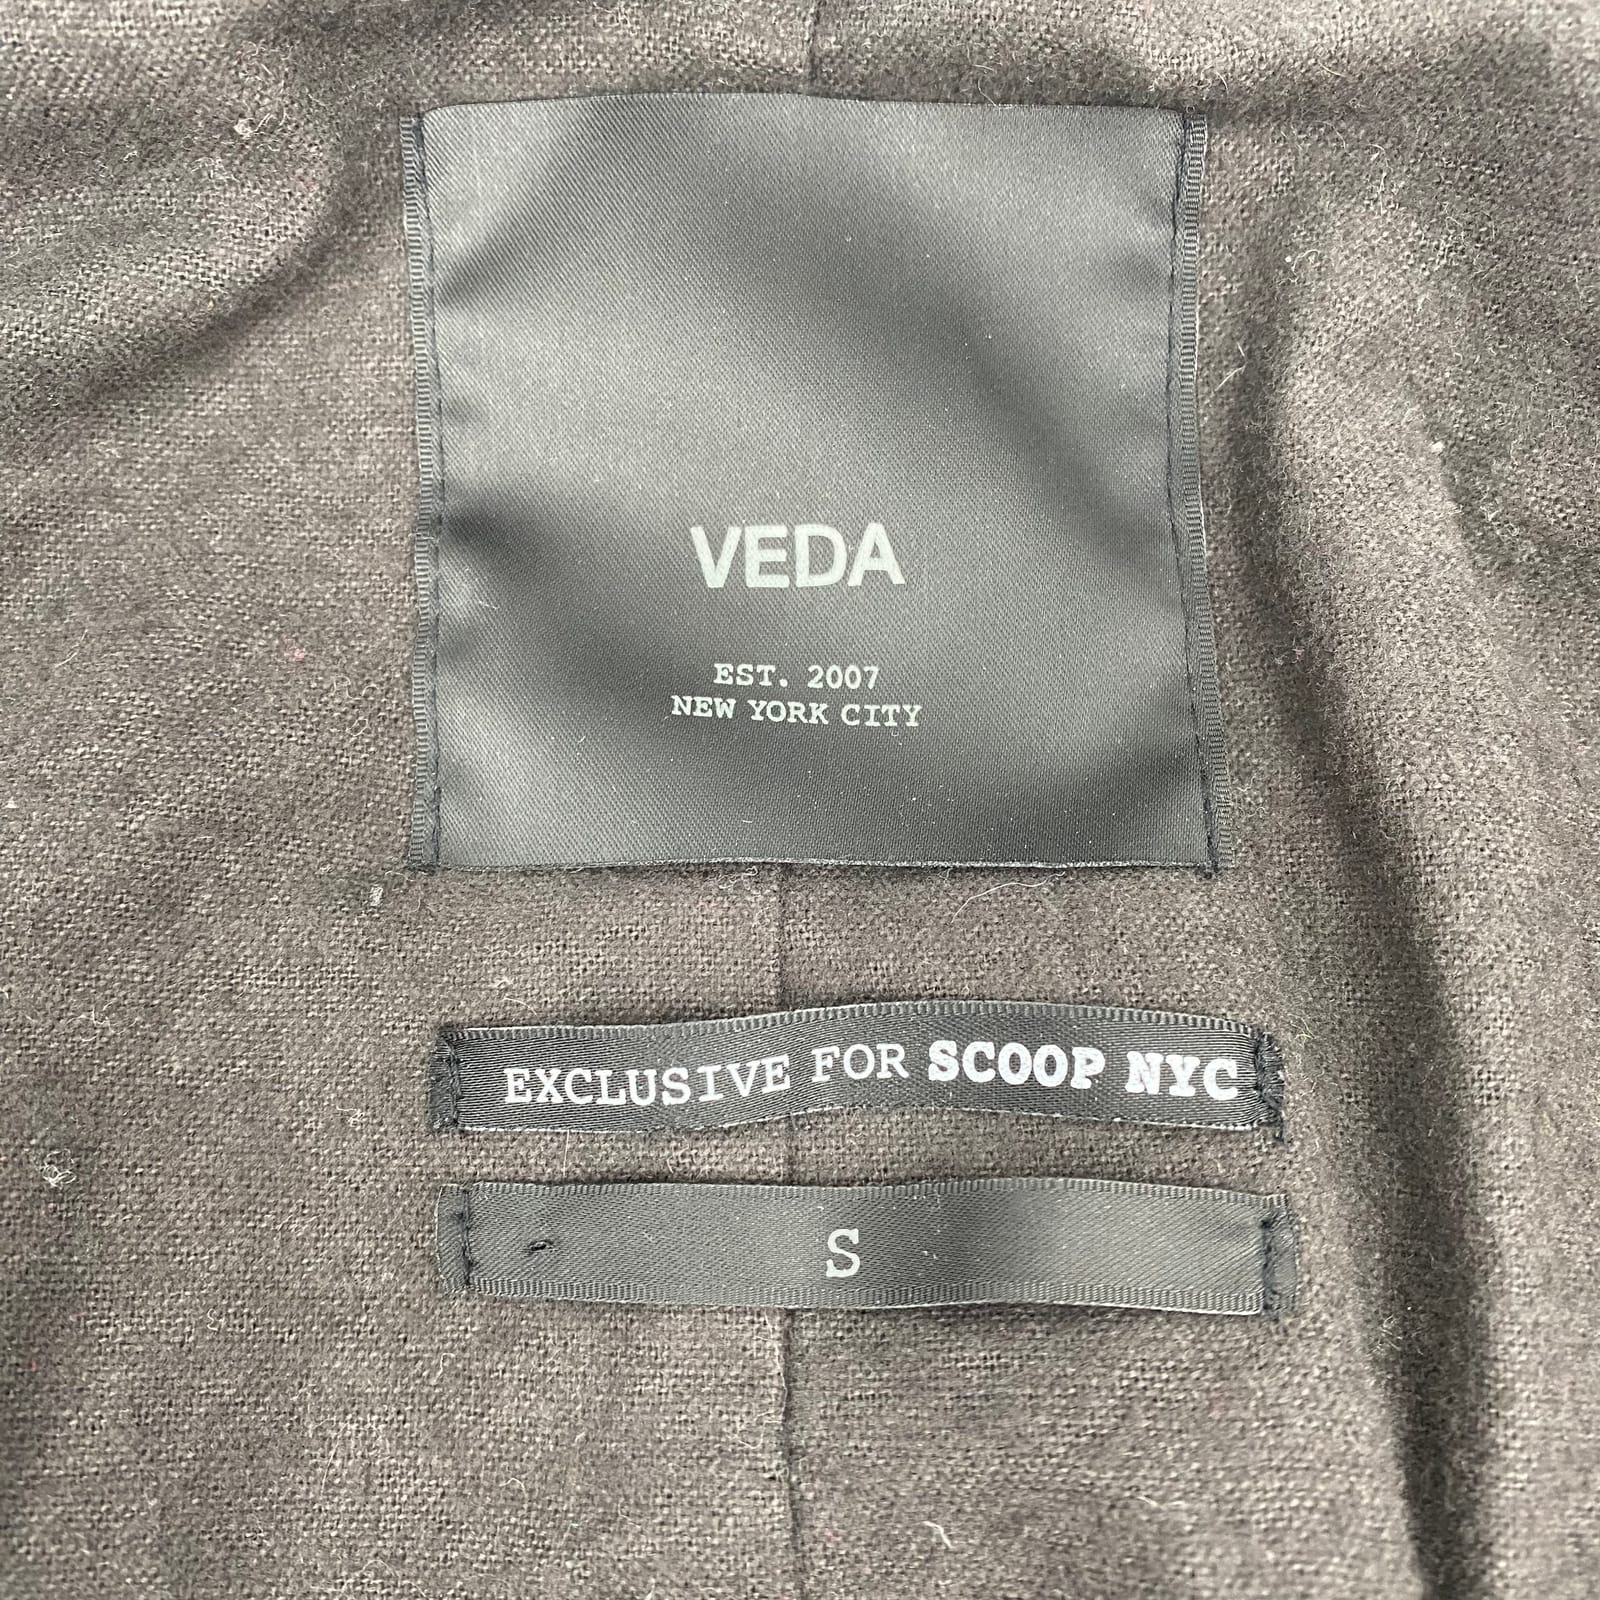 VEDA
EST. 2007
NEW YORK CITY
EXCLUSIVE FOR SCOOP NYC
S